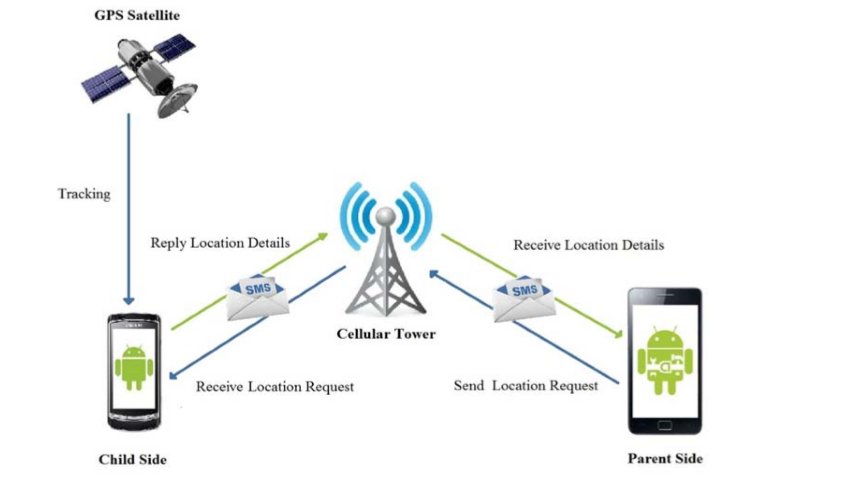 GPS Satellite
Tracking
Reply Location Details
Receive Location Details
SMS
SMS
Cellular Tower
Receive Location Request
Send Location Request
Child Side
Parent Side